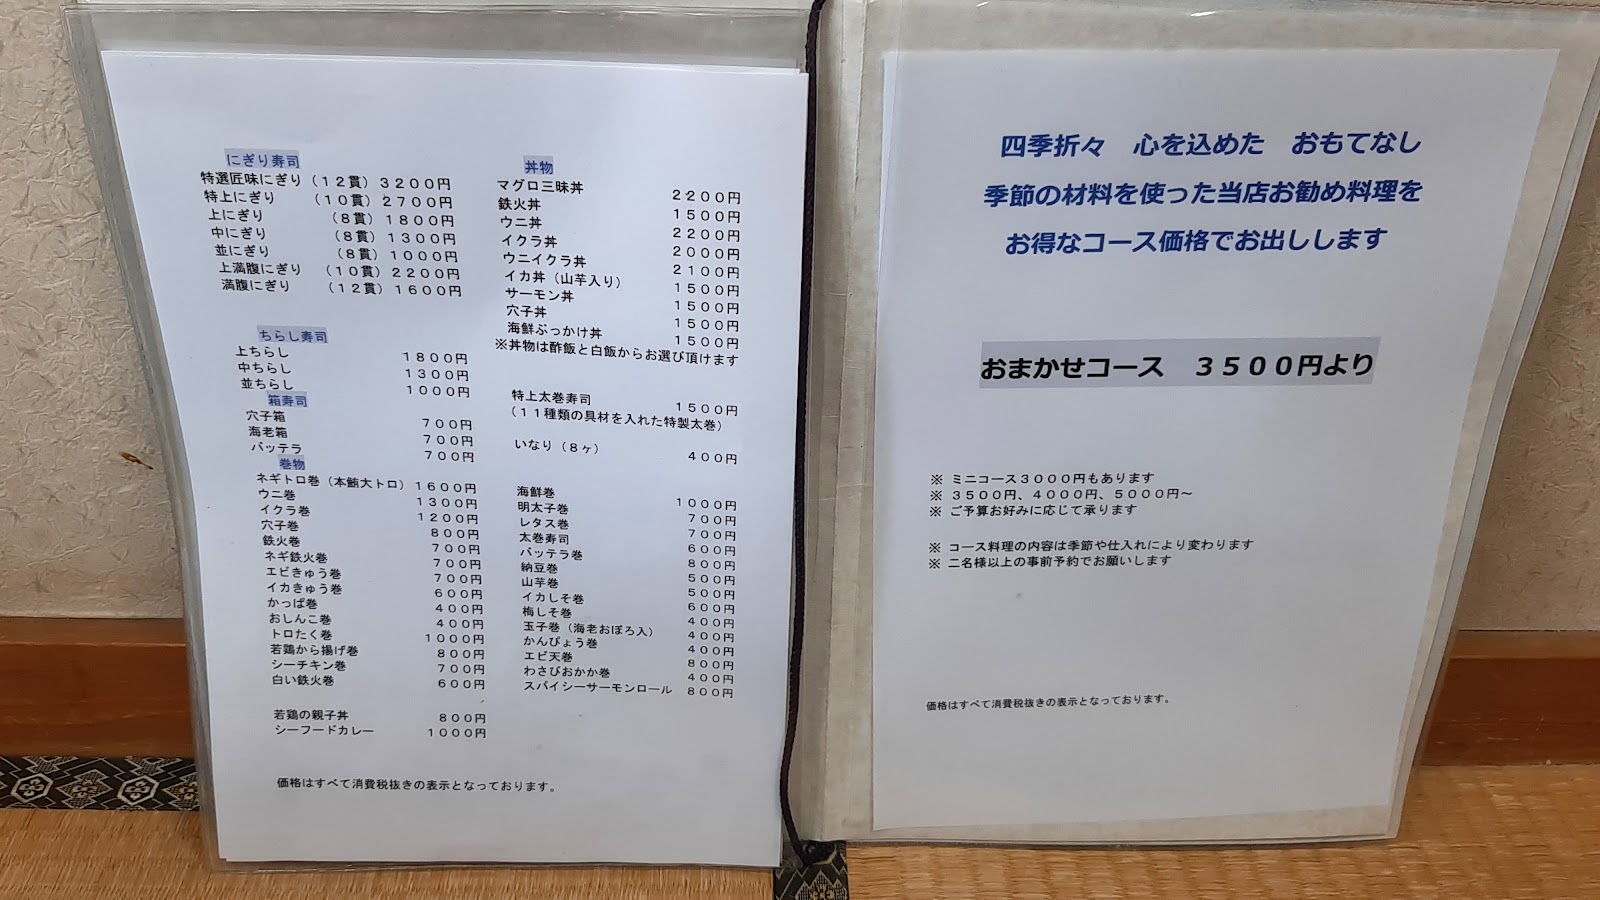 にぎり寿司
特選匠味にぎり（１２貫）３２００円
特上にぎり （１０貫）２７００円
上にぎり （８貫）１８００円
中にぎり （８貫）１３００円
並にぎり （８貫）１０００円
上満腹にぎり （１０貫）２２００円
満腹にぎり （１２貫）１６００円
ちらし寿司
上ちらし １８００円
中ちらし １３００円
並ちらし １０００円
箱寿司
穴子箱 ７００円
海老箱 ７００円
バッテラ ７００円
巻物
ネギトロ巻（本鮪大トロ）１６００円
ウニ巻 １３００円
イクラ巻 １２００円
穴子巻 ８００円
鉄火巻 ７００円
ネギ鉄火巻 ７００円
エビきゅう巻 ７００円
イカきゅう巻 ６００円
かっぱ巻 ４００円
おしんこ巻 ４００円
トロたく巻 １０００円
若鶏から揚げ巻 ８００円
シーチキン巻 ７００円
白い鉄火巻 ６００円
若鶏の親子丼 ８００円
シーフードカレー １０００円
丼物
マグロ三昧丼 ２２００円
鉄火丼 １５００円
ウニ丼 ２２００円
イクラ丼 ２０００円
ウニイクラ丼 ２１００円
イカ丼（山芋入り） １５００円
サーモン丼 １５００円
穴子丼 １５００円
海鮮ぶっかけ丼 １５００円
※丼物は酢飯と白飯からお選び頂けます
特上太巻寿司 １５００円
（１１種類の具材を入れた特製太巻）
いなり（８ヶ） ４００円
海鮮巻 １０００円
明太子巻 ７００円
レタス巻 ７００円
太巻寿司 ６００円
バッテラ巻 ８００円
納豆巻 ５００円
山芋巻 ５００円
イカしそ巻 ６００円
梅しそ巻 ４００円
玉子巻（海老おぼろ入） ４００円
かんぴょう巻 ４００円
エビ天巻 ８００円
わさびおかか巻 ４００円
スパイシーサーモンロール ８００円
価格はすべて消費税抜きの表示となっております。
四季折々 心を込めた おもてなし
季節の材料を使った当店お勧め料理を
お得なコース価格でお出しします
おまかせコース ３５００円より
※ ミニコース３０００円もあります
※ ３５００円、４０００円、５０００円～
※ ご予算お好みに応じて承ります
※ コース料理の内容は季節や仕入れにより変わります
※ 二名様以上の事前予約でお願いします
価格はすべて消費税抜きの表示となっております。